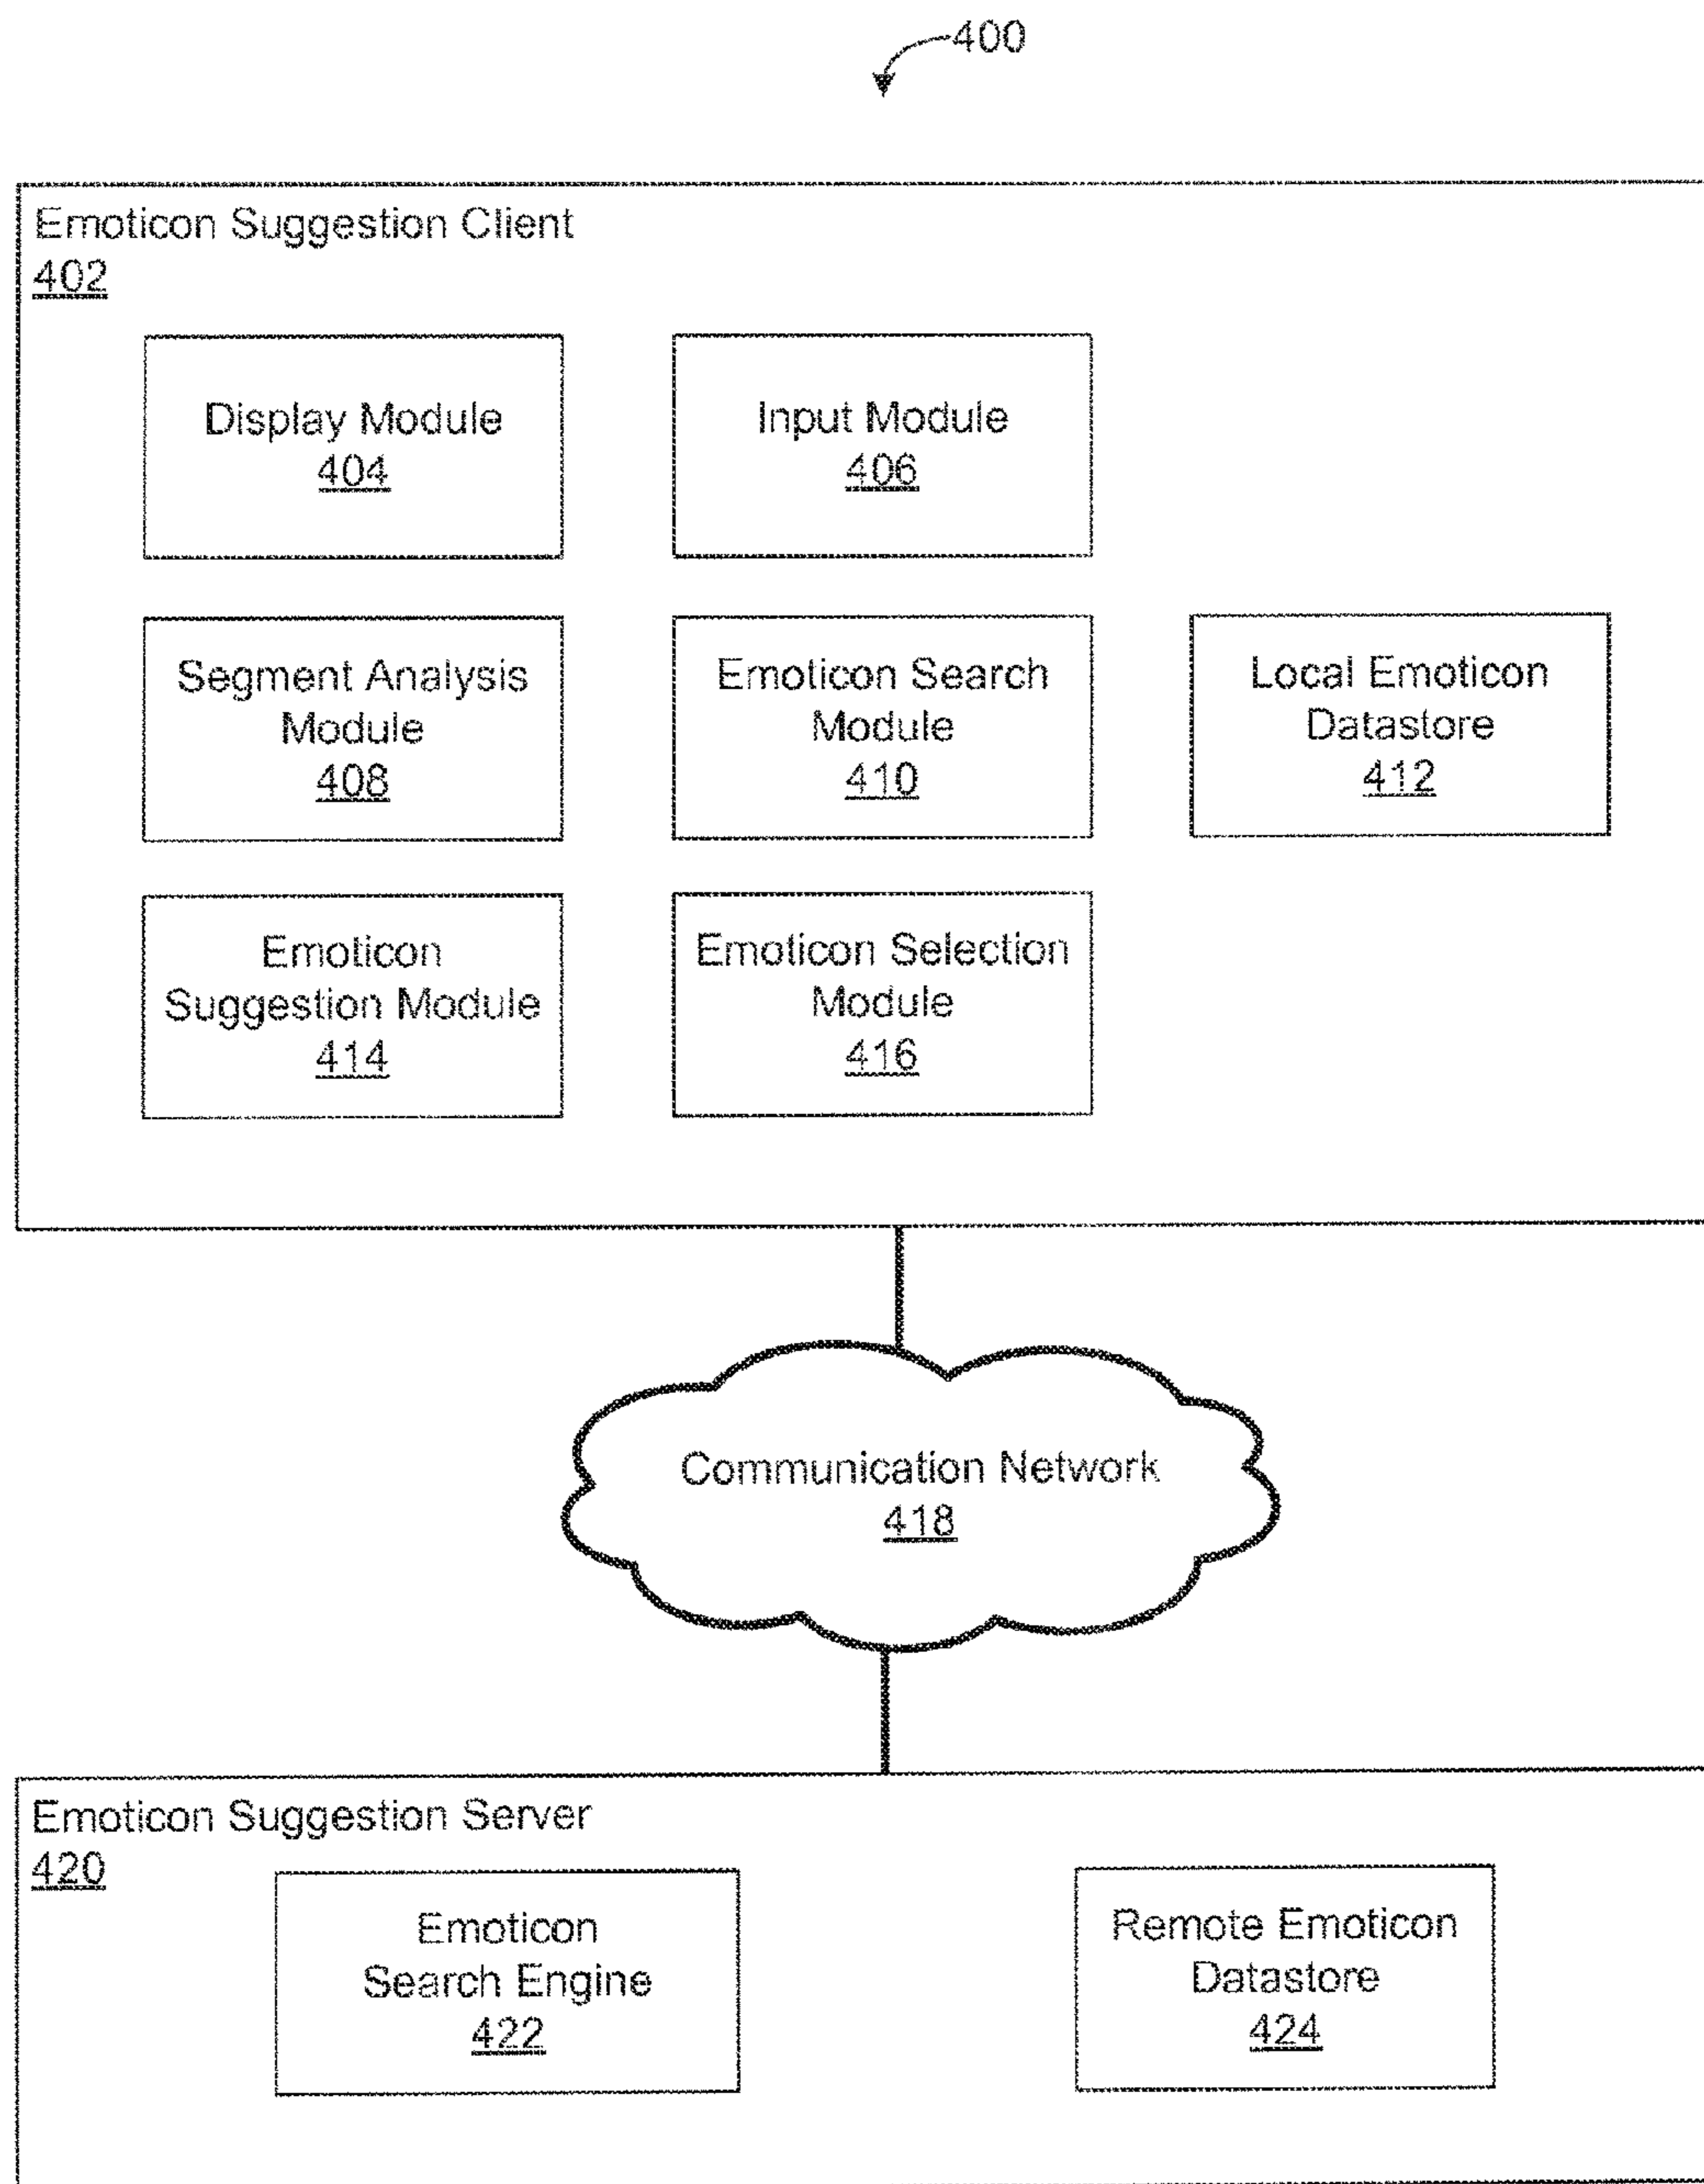 400
Emoticon Suggestion Client
402
Display Module
404
Input Module
406
Segment Analysis
Module
408
Emoticon Search
Module
410
Local Emoticon
Datastore
412
Emoticon
Suggestion Module
414
Emoticon Selection
Module
416
Communication Network
418
Emoticon Suggestion Server
420
Emoticon
Search Engine
422
Remote Emoticon
Datastore
424